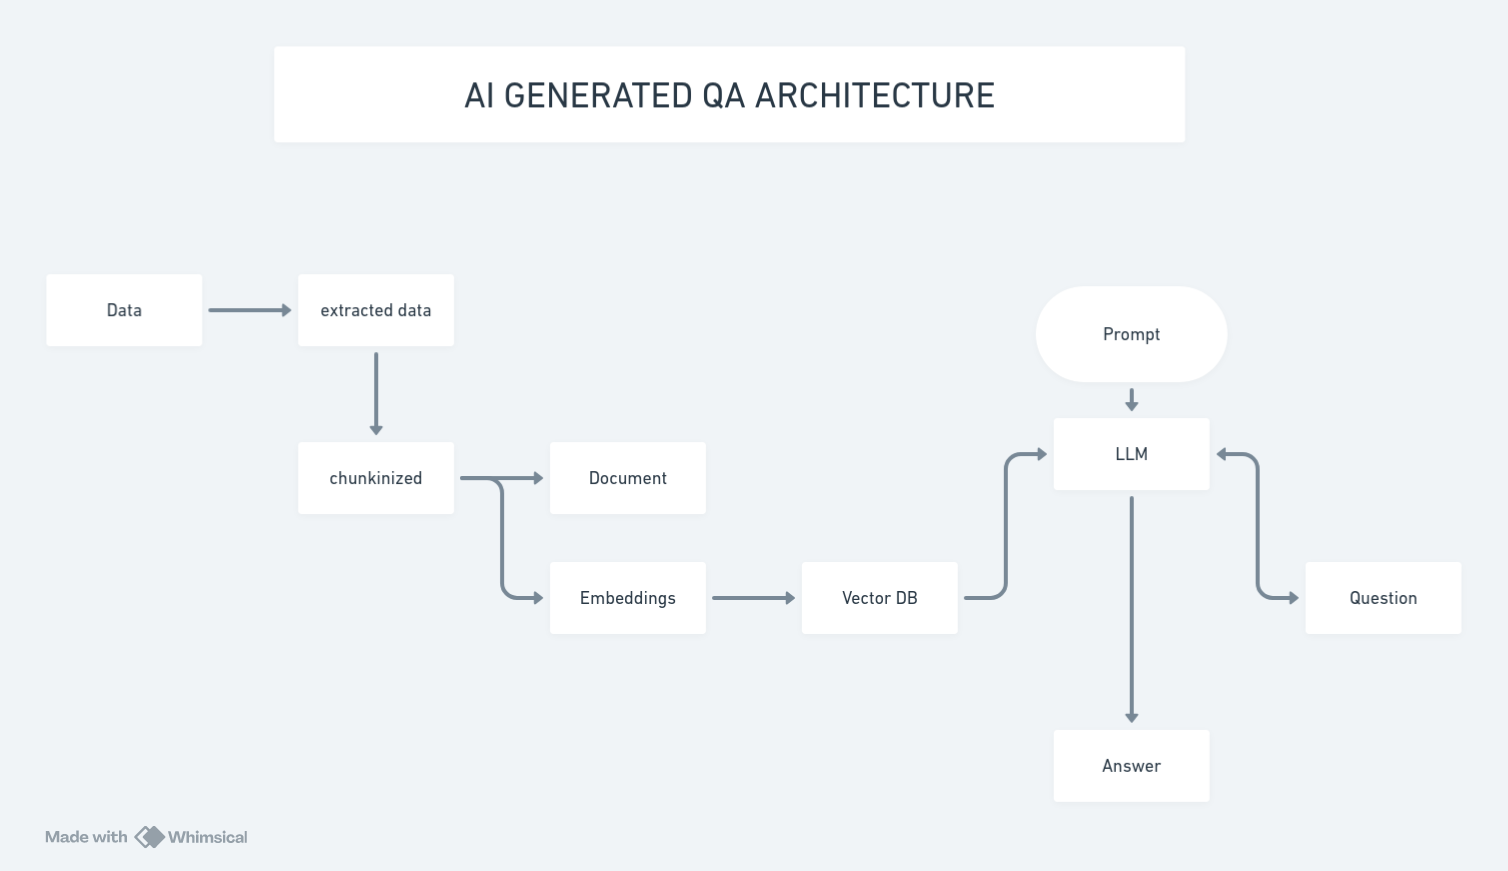 AI GENERATED QA ARCHITECTURE
Data
extracted data
Prompt
LLM
chunkinized
Document
Embeddings
Vector DB
Question
Answer
Made with Whimsical